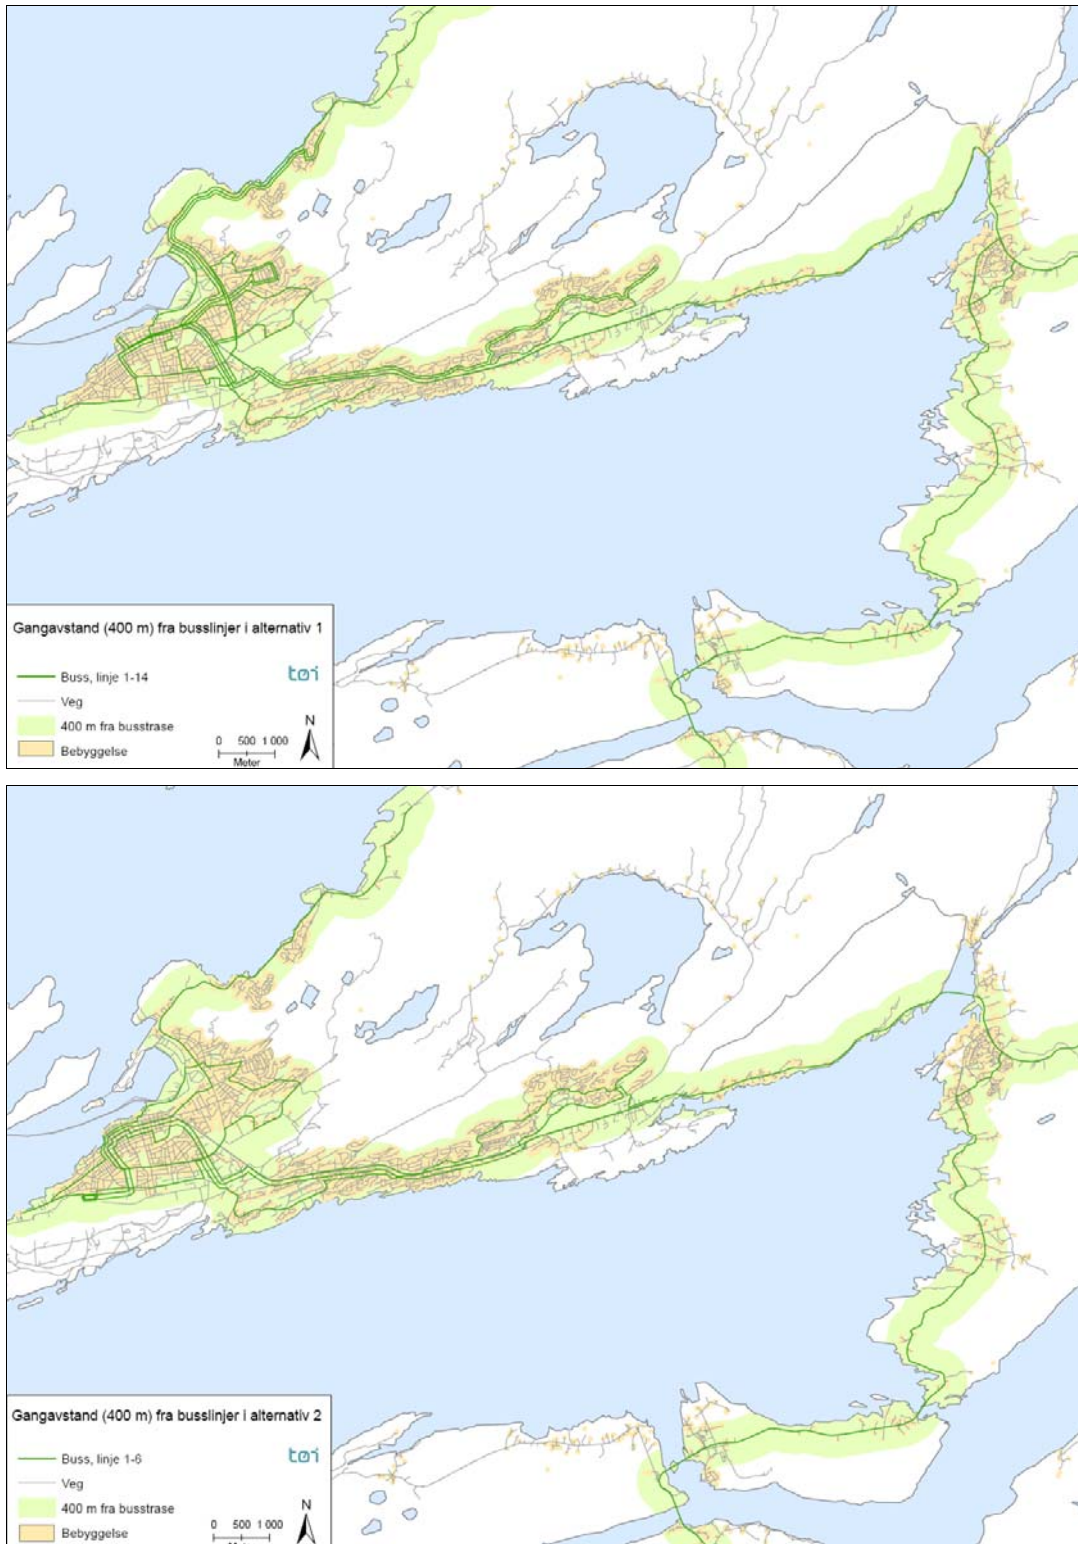 Gangavstand (400 m) fra busslinjer i alternativ 1
Buss, linje 1-14
tøi
Veg
400 m fra busstrase
Bebyggelse
N
0 500 1 000
Meter
Gangavstand (400 m) fra busslinjer i alternativ 2
Buss, linje 1-6
tøi
Veg
400 m fra busstrase
Bebyggelse
N
0 500 1 000